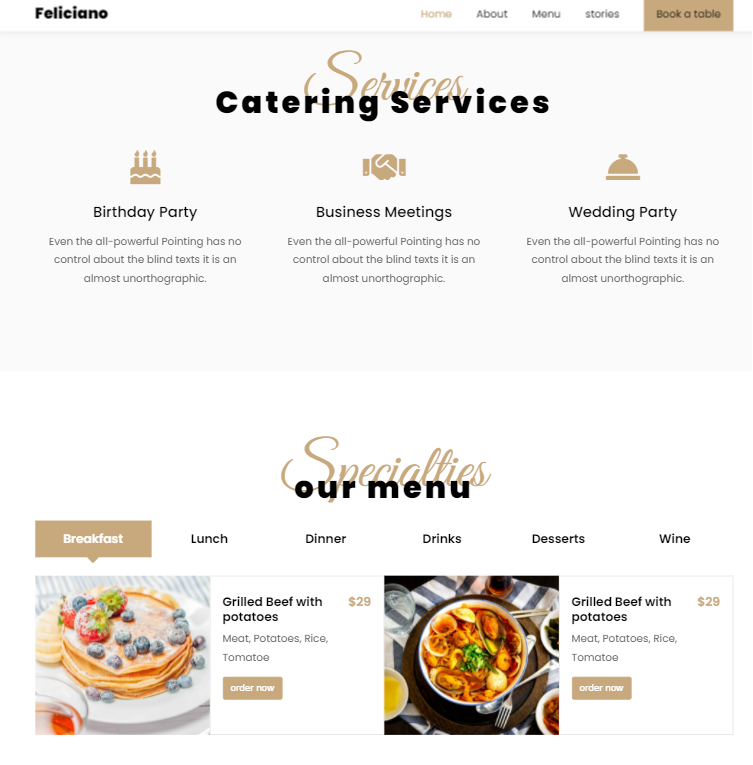 Feliciano
Home About Menu stories Book a table
Services
Catering Services
Birthday Party
Even the all-powerful Pointing has no
control about the blind texts it is an
almost unorthographic.
Business Meetings
Even the all-powerful Pointing has no
control about the blind texts it is an
almost unorthographic.
Wedding Party
Even the all-powerful Pointing has no
control about the blind texts it is an
almost unorthographic.
Specialties
our menu
Breakfast Lunch Dinner Drinks Desserts Wine
Grilled Beef with $29
potatoes
Meat, Potatoes, Rice,
Tomatoe
order now
Grilled Beef with $29
potatoes
Meat, Potatoes, Rice,
Tomatoe
order now